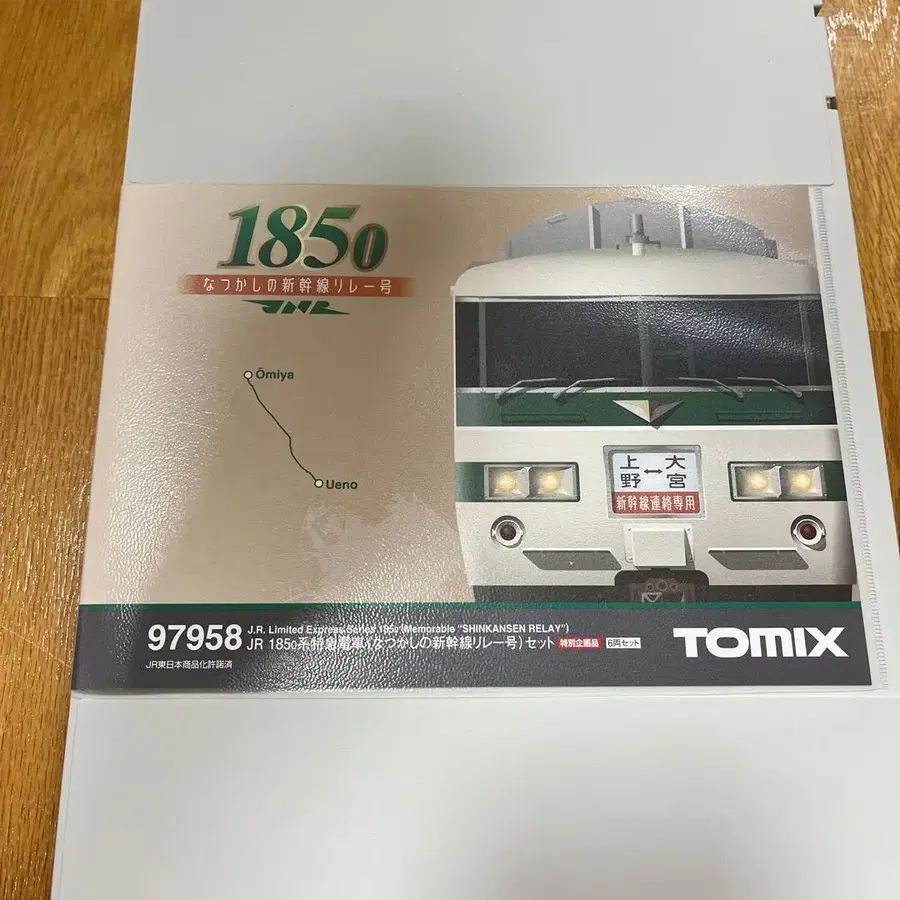 1850
なつかしの新幹線リレー号
JNR
Ōmiya
Ueno
上野↔大宮
新幹線連絡専用
97958
J.R. Limited Express Series 1850 (Memorable "SHINKANSEN RELAY")
JR 1850系特急電車(なつかしの新幹線リレー号)セット 特別企画品 6両セット
JR東日本商品化許諾済
TOMIX